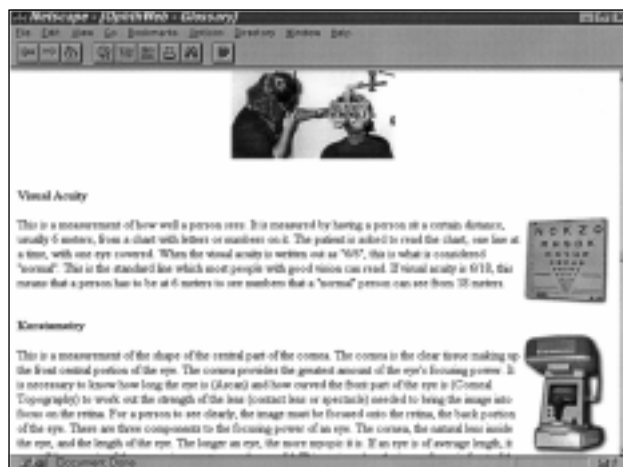 Netscape - [OphthWeb - Glossary]
File Edit View Go Bookmarks Options Directory Window Help
Visual Acuity
This is a measurement of how well a person sees. It is measured by having a person sit a certain distance,
usually 6 meters, from a chart with letters or numbers on it. The patient is asked to read the chart, one line at
a time, with one eye covered. When the visual acuity is written out as "6/6", this is what is considered
"normal". This is the standard line which most people with good vision can read. If visual acuity is 6/18, this
means that a person has to be at 6 meters to see numbers that a "normal" person can see from 18 meters.
Keratometry
This is a measurement of the shape of the central part of the cornea. The cornea is the clear tissue making up
the front central portion of the eye. The cornea provides the greatest amount of the eye's focusing power. It
is necessary to know how long the eye is (Ascan) and how curved the front part of the eye is (Corneal
Topography) to work out the strength of the lens (contact lens or spectacle) needed to bring the image into
focus on the retina. For a person to see clearly, the image must be focused onto the retina, the back portion
of the eye. There are three components to the focusing power of an eye. The cornea, the natural lens inside
the eye, and the length of the eye. The longer an eye, the more myopic it is. If an eye is of average length, it
Document Done